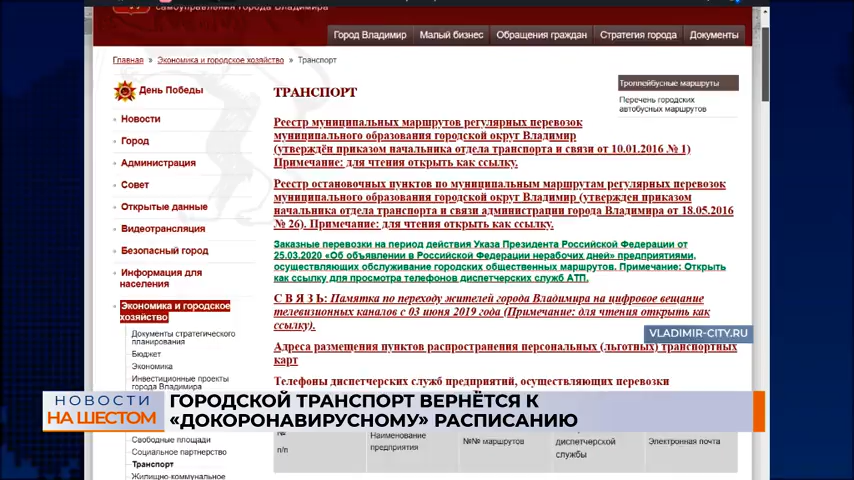 самоуправления города Владимира
Город Владимир Малый бизнес Обращения граждан Стратегия города Документы
Главная » Экономика и городское хозяйство » Транспорт
День Победы
Новости
Город
Администрация
Совет
Открытые данные
Видеотрансляция
Безопасный город
Информация для
населения
Экономика и городское
хозяйство
Документы стратегического
планирования
Бюджет
Экономика
Инвестиционные проекты
города Владимира
Свободные площади
Социальное партнерство
Транспорт
Жилищно-коммунальное
ТРАНСПОРТ
Троллейбусные маршруты
Перечень городских
автобусных маршрутов
Реестр муниципальных маршрутов регулярных перевозок
муниципального образования городской округ Владимир
(утверждён приказом начальника отдела транспорта и связи от 10.01.2016 № 1)
Примечание: для чтения открыть как ссылку.
Реестр остановочных пунктов по муниципальным маршрутам регулярных перевозок
муниципального образования городской округ Владимир (утвержден приказом
начальника отдела транспорта и связи администрации города Владимира от 18.05.2016
№ 26). Примечание: для чтения открыть как ссылку.
Заказные перевозки на период действия Указа Президента Российской Федерации от
25.03.2020 «Об объявлении в Российской Федерации нерабочих дней» предприятиями,
осуществляющих обслуживание городских общественных маршрутов. Примечание: Открыть
как ссылку для просмотра телефонов диспетчерских служб АТП.
С В Я З Ь: Памятка по переходу жителей города Владимира на цифровое вещание
телевизионных каналов с 03 июня 2019 года (Примечание: для чтения открыть как
ссылку).
VLADIMIR-CITY.RU
Адреса размещения пунктов распространения персональных (льготных) транспортных
карт
Телефоны диспетчерских служб предприятий, осуществляющих перевозки
№
п/п
Наименование
предприятия
№№ маршрутов
диспетчерской
службы
Электронная почта
НОВОСТИ
НА ШЕСТОМ
ГОРОДСКОЙ ТРАНСПОРТ ВЕРНЁТСЯ К
«ДОКОРОНАВИРУСНОМУ» РАСПИСАНИЮ